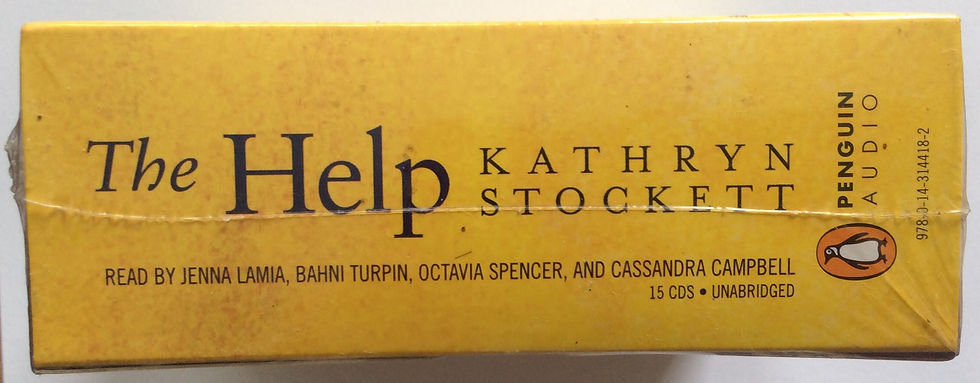 The Help
KATHRYN
STOCKETT
READ BY JENNA LAMIA, BAHNI TURPIN, OCTAVIA SPENCER, AND CASSANDRA CAMPBELL
15 CDS • UNABRIDGED
PENGUIN
AUDIO
978-0-14-314418-2